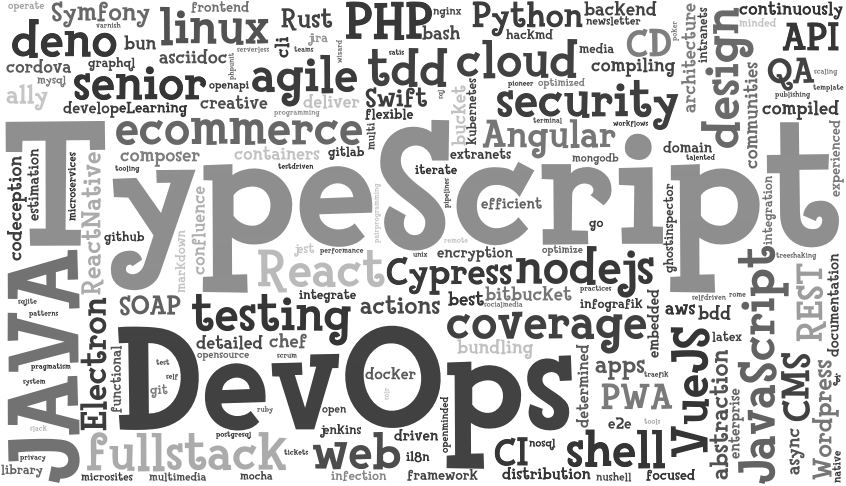 operate
Symfony
varnish
frontend
linux
serverless
Rust
cli
jira
teams
PHP
nginx
bash
wizard
satis
Python
hackmd
backend
newsletter
media
poker
intranets
architecture
continuously
minded
API
deno
bun
graphql
cordova
mysql
asciidoc
phpunit
openapi
senior
agile
tdd
cloud
CD
compiling
design
QA
scaling
template
publishing
ally
developeLearning
creative
deliver
programming
Swift
flexible
multi
sql
bucket
kubernetes
pioneer
optimized
security
terminal
workflows
compiled
communities
experienced
ecommerce
composer
containers
gitlab
testdriven
extranets
Angular
mongodb
domain
talented
TypeScript
tooling
codeception
estimation
microservices
ReactNative
github
markdown
confluence
pairprogramming
iterate
pipelines
efficient
go
ghostinspector
integration
treeshaking
jest
performance
unix
remote
encryption
optimize
React
Cypress
nodejs
practices
selfdriven
rome
JAVA
sqlite
patterns
pragmatism
system
slack
privacy
library
Electron
functional
SOAP
integrate
actions
best
socialmedia
bitbucket
infografik
embedded
aws
bdd
latex
JavaScript
REST
documentation
testing
detailed
chef
opensource
scrum
coverage
bundling
DevOps
test
self
git
ruby
open
docker
tools
openminded
determined
apps
traefik
PWA
e2e
tools
VueJS
abstraction
enterprise
CMS
async
Wordpress
native
fullstack
postgresql
tickets
jenkins
web
driven
i18n
CI
nosql
shell
microsites
multimedia
mocha
infection
framework
distribution
nushell
focused